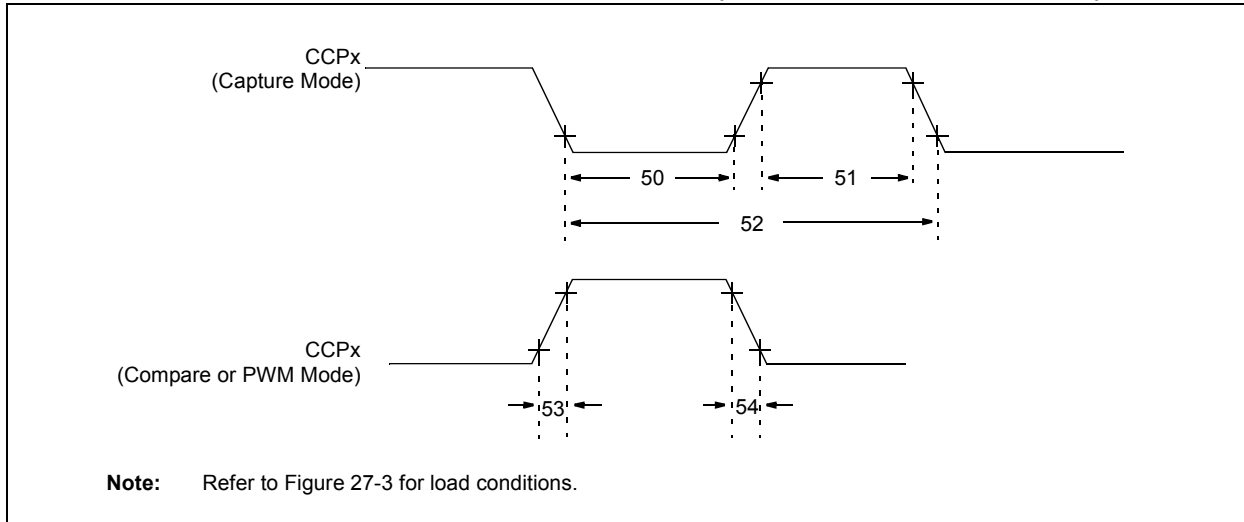 CCPx
(Capture Mode)
50
51
52
CCPx
(Compare or PWM Mode)
53
54
Note: Refer to Figure 27-3 for load conditions.